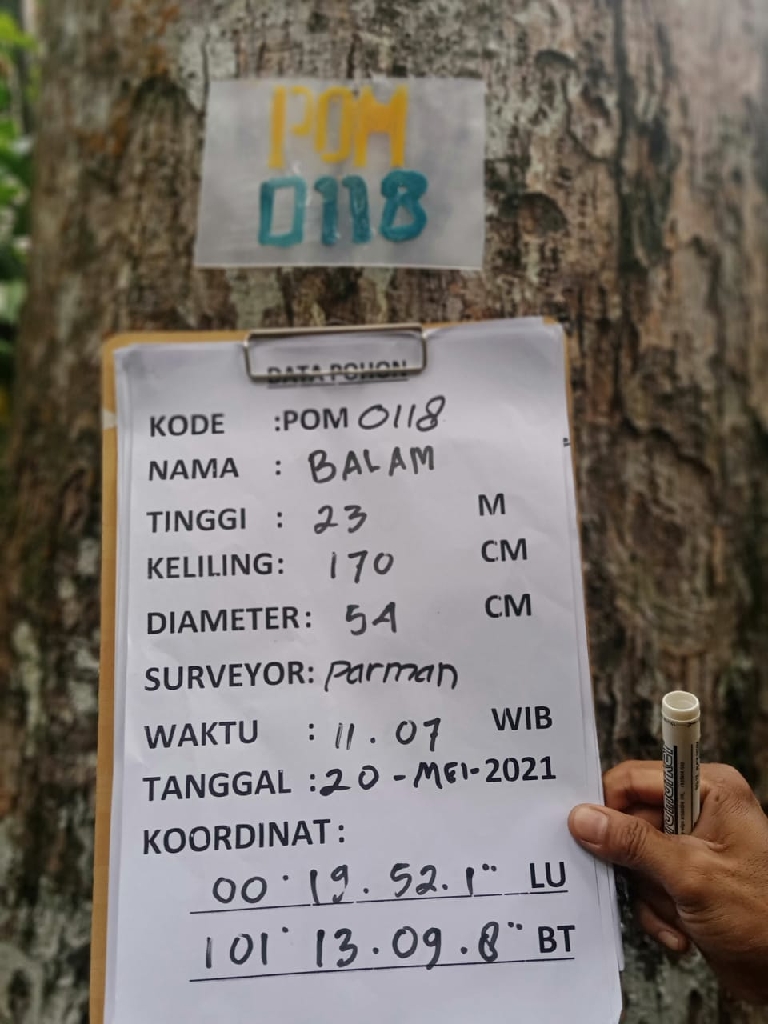 POM
0118
DATA POHON
KODE :POM 0118
NAMA : BALAM
TINGGI : 23 M
KELILING: 170 CM
DIAMETER: 54 CM
SURVEYOR: Parman
WAKTU : 11.07 WIB
TANGGAL :20-MEI-2021
KOORDINAT:
00° 19. 52.1" LU
101° 13.09.8" BT